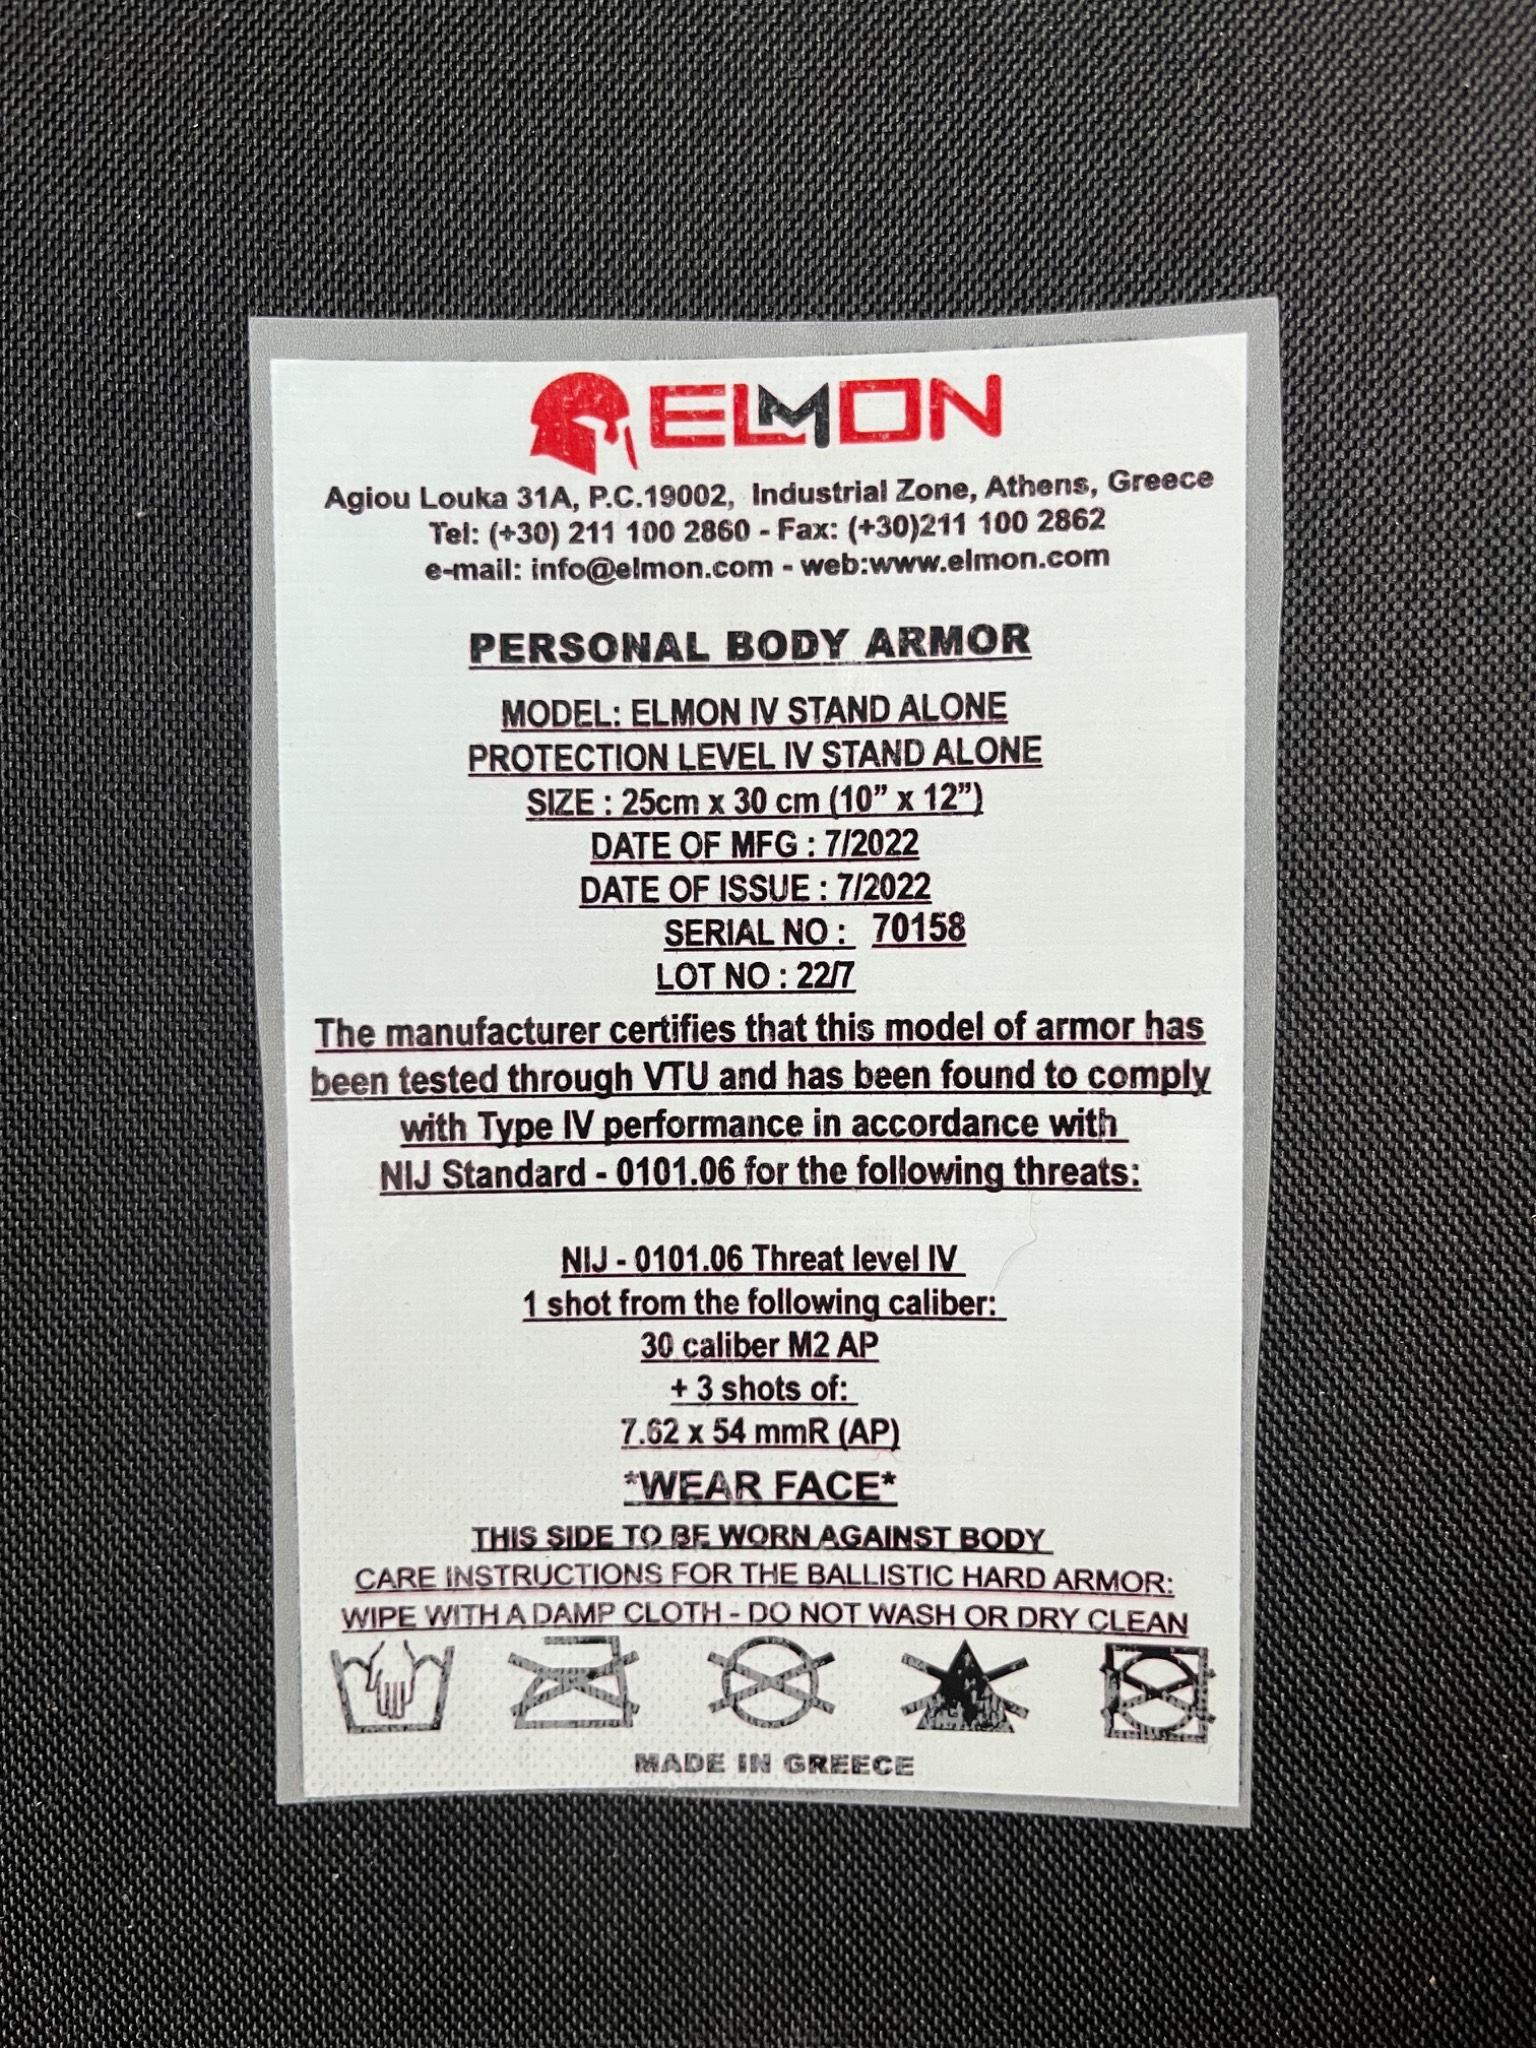 ELMON
Agiou Louka 31A, P.C.19002, Industrial Zone, Athens, Greece
Tel: (+30) 211 100 2860 - Fax: (+30)211 100 2862
e-mail: info@elmon.com - web:www.elmon.com
PERSONAL BODY ARMOR
MODEL: ELMON IV STAND ALONE
PROTECTION LEVEL IV STAND ALONE
SIZE : 25cm x 30 cm (10” x 12”)
DATE OF MFG : 7/2022
DATE OF ISSUE : 7/2022
SERIAL NO : 70158
LOT NO : 22/7
The manufacturer certifies that this model of armor has
been tested through VTU and has been found to comply
with Type IV performance in accordance with
NIJ Standard - 0101.06 for the following threats:
NIJ - 0101.06 Threat level IV
1 shot from the following caliber:
30 caliber M2 AP
+ 3 shots of:
7.62 x 54 mmR (AP)
*WEAR FACE*
THIS SIDE TO BE WORN AGAINST BODY
CARE INSTRUCTIONS FOR THE BALLISTIC HARD ARMOR:
WIPE WITH A DAMP CLOTH - DO NOT WASH OR DRY CLEAN
MADE IN GREECE